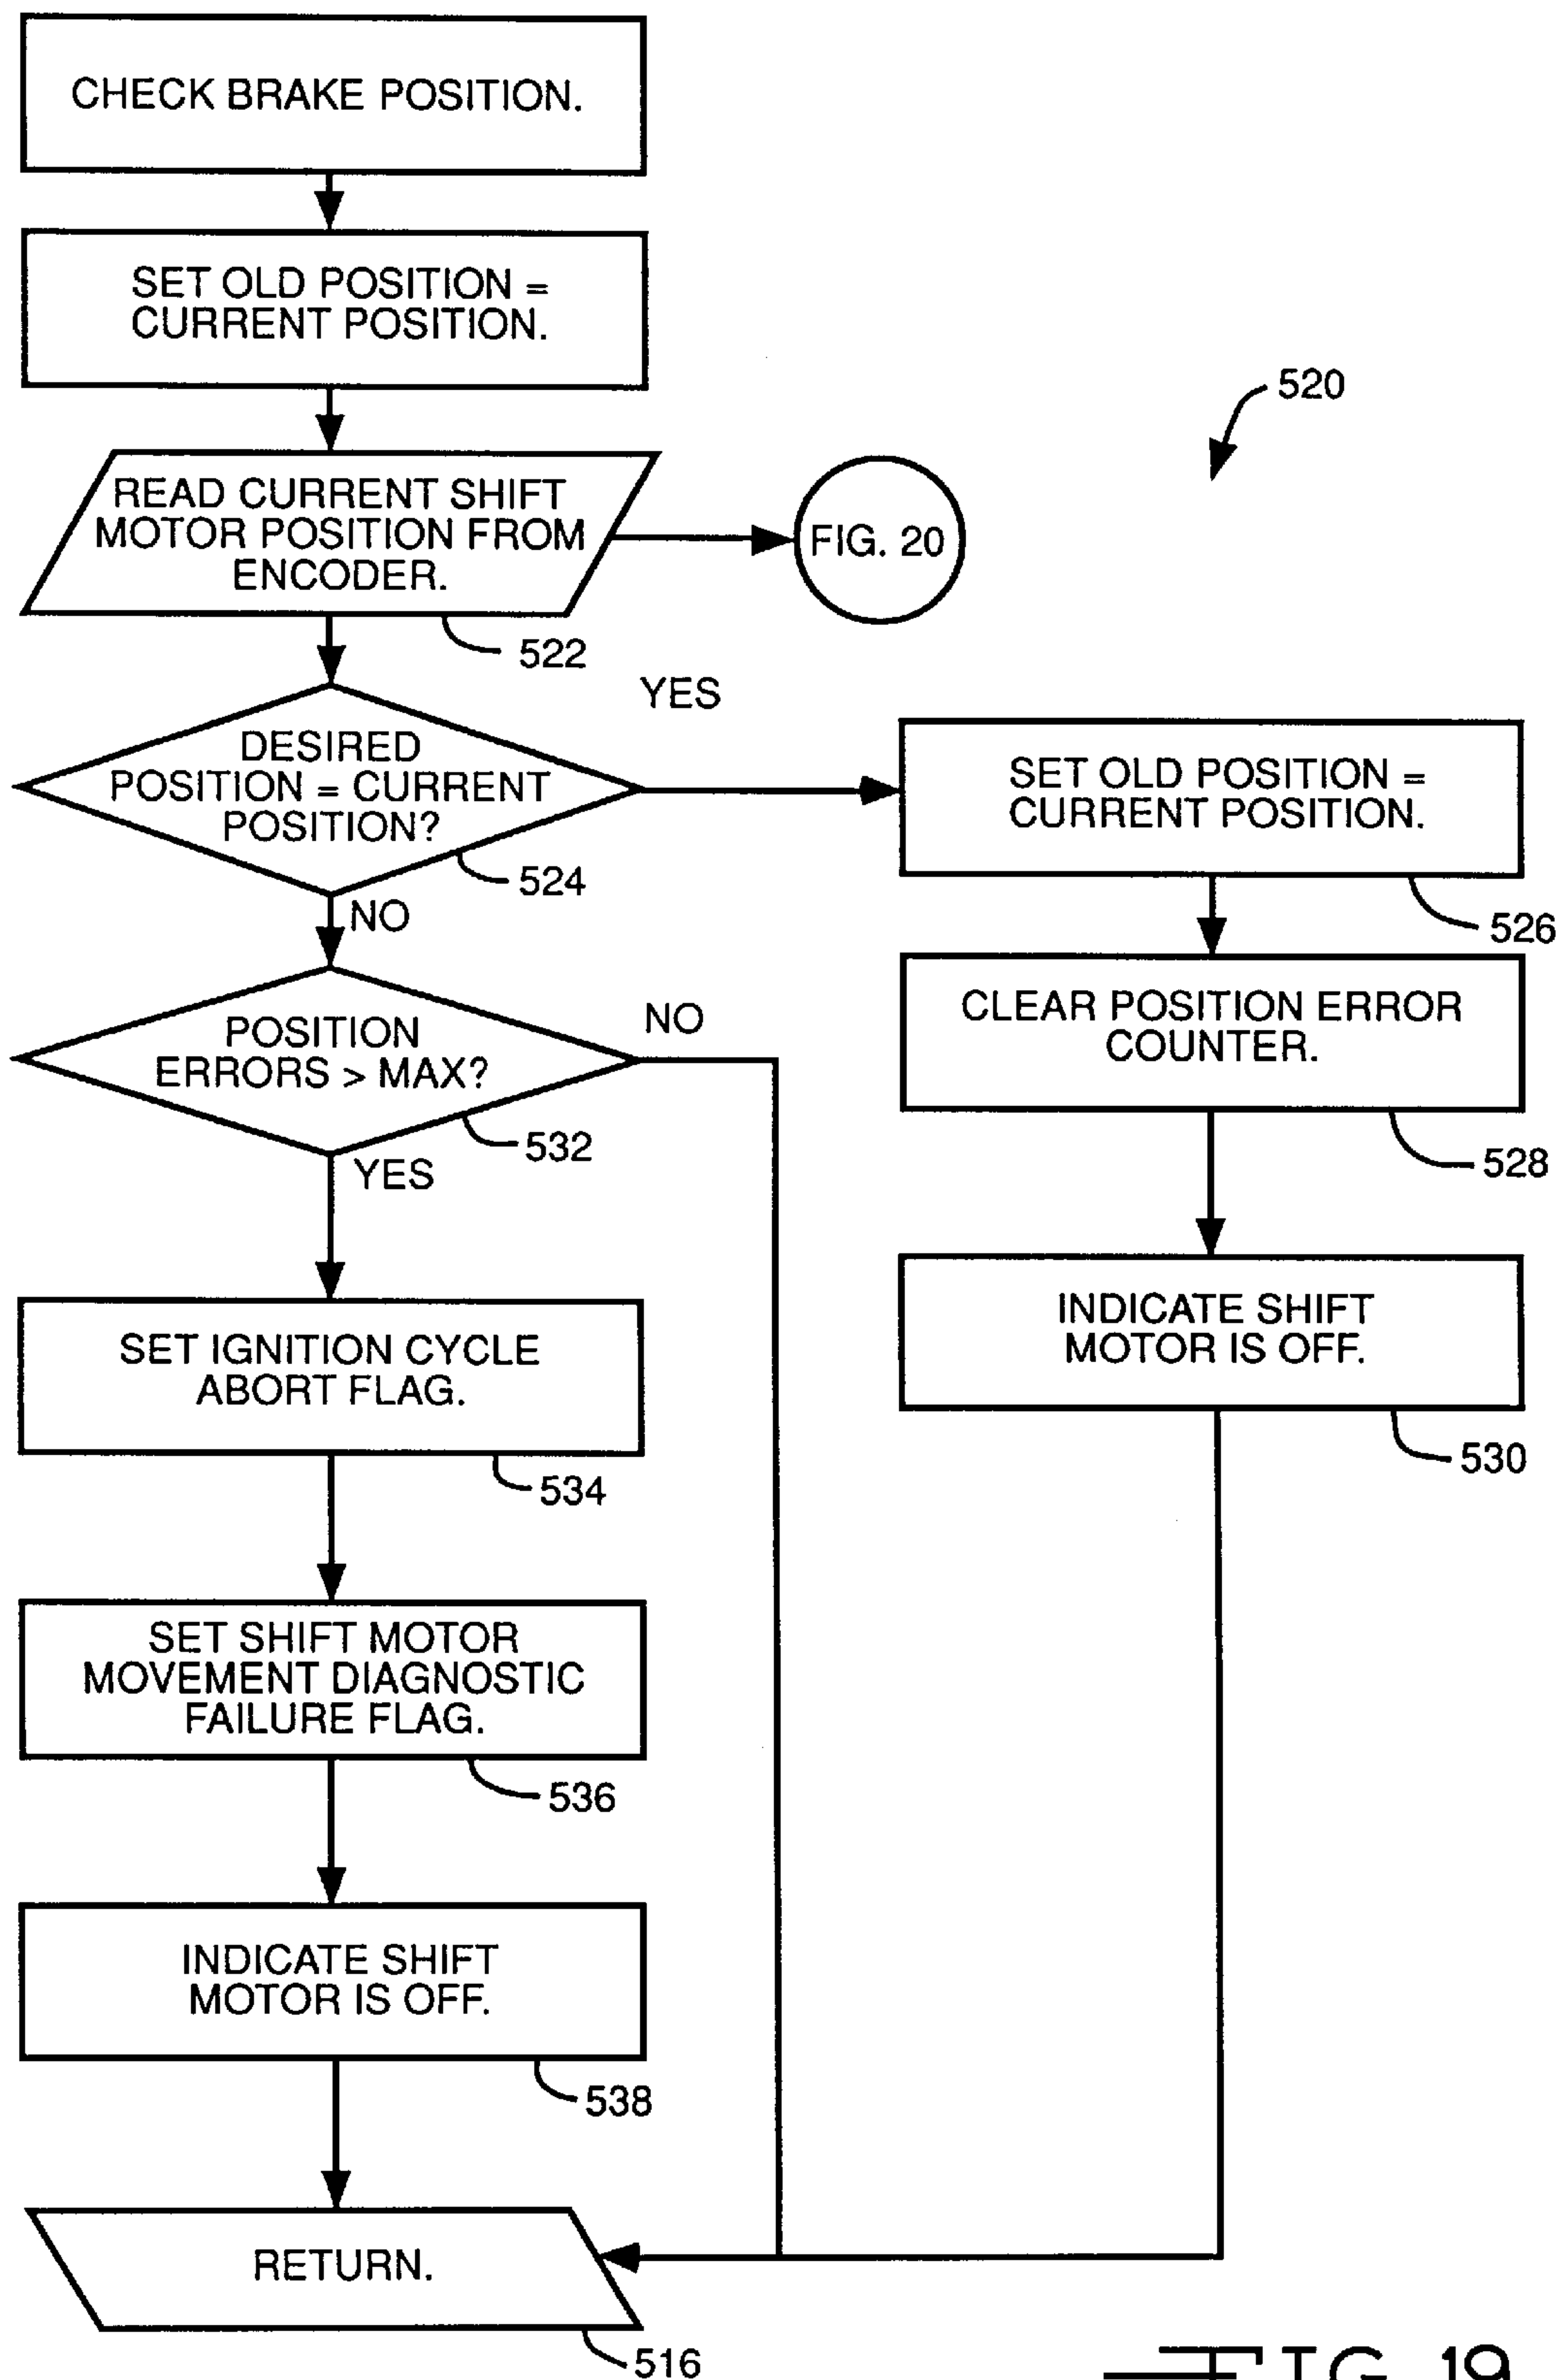 CHECK BRAKE POSITION.
SET OLD POSITION =
CURRENT POSITION.
520
READ CURRENT SHIFT
MOTOR POSITION FROM
ENCODER.
FIG. 20
522
YES
DESIRED
POSITION = CURRENT
POSITION?
524
SET OLD POSITION =
CURRENT POSITION.
526
NO
POSITION
ERRORS > MAX?
NO
532
YES
CLEAR POSITION ERROR
COUNTER.
528
INDICATE SHIFT
MOTOR IS OFF.
530
SET IGNITION CYCLE
ABORT FLAG.
534
SET SHIFT MOTOR
MOVEMENT DIAGNOSTIC
FAILURE FLAG.
536
INDICATE SHIFT
MOTOR IS OFF.
538
RETURN.
516
FIG. 19